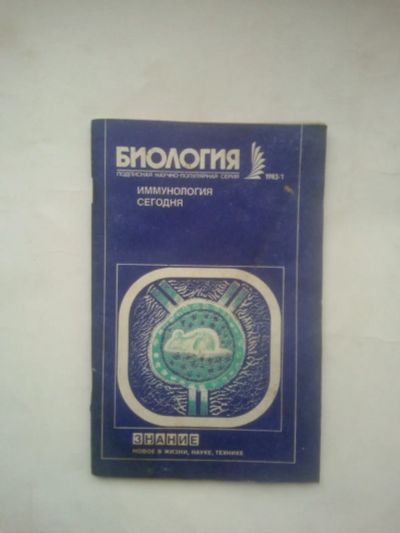 БИОЛОГИЯ
ПОДПИСНАЯ НАУЧНО-ПОПУЛЯРНАЯ СЕРИЯ 1983/1
ИММУНОЛОГИЯ
СЕГОДНЯ
ЗНАНИЕ
НОВОЕ В ЖИЗНИ, НАУКЕ, ТЕХНИКЕ